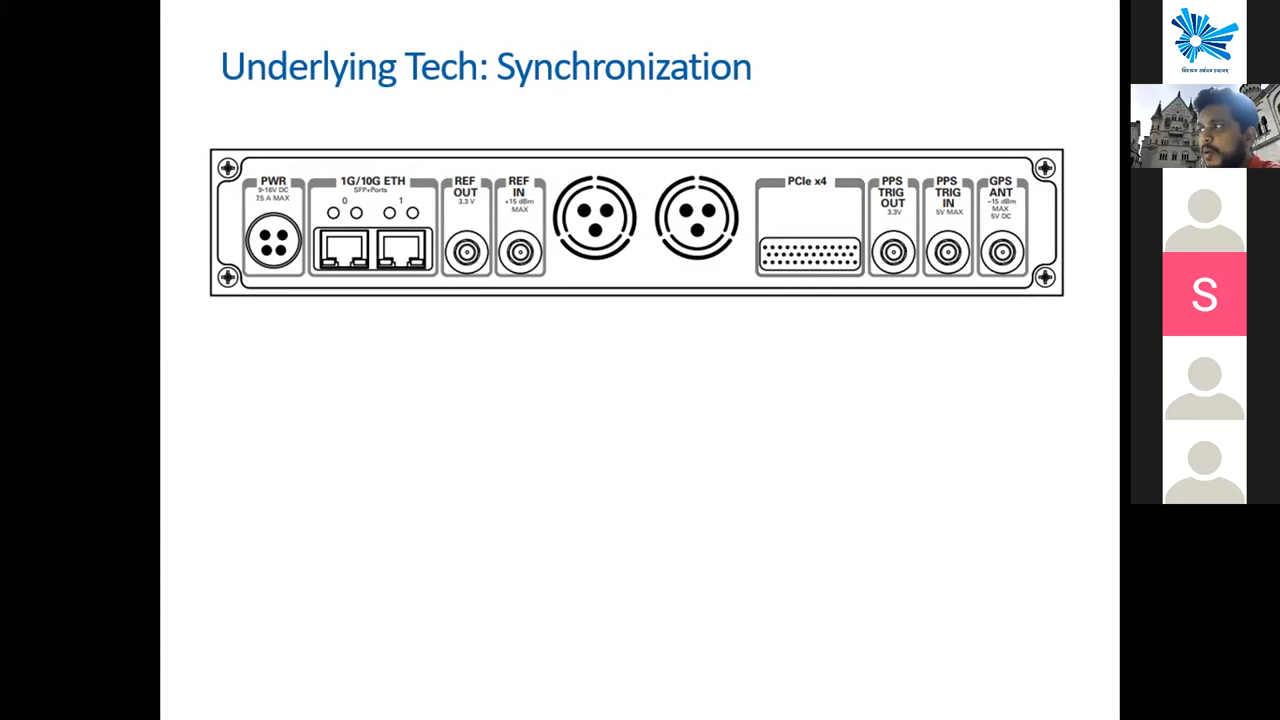 Underlying Tech: Synchronization
PWR
9-16V DC
7.5 A MAX
1G/10G ETH
SFP+Ports
0
1
REF
OUT
3.3 V
REF
IN
+15 dBm
MAX
PCIe x4
PPS
TRIG
OUT
3.3V
PPS
TRIG
IN
5V MAX
GPS
ANT
-15 dBm
MAX
5V DC
S